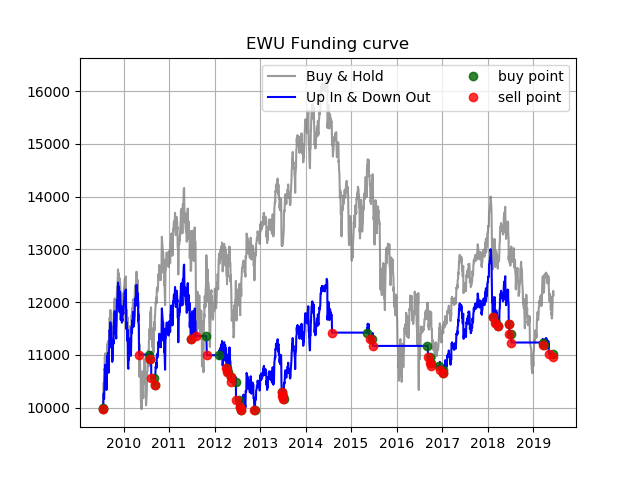 EWU Funding curve
Buy & Hold
Up In & Down Out
buy point
sell point
16000
15000
14000
13000
12000
11000
10000
2010 2011 2012 2013 2014 2015 2016 2017 2018 2019